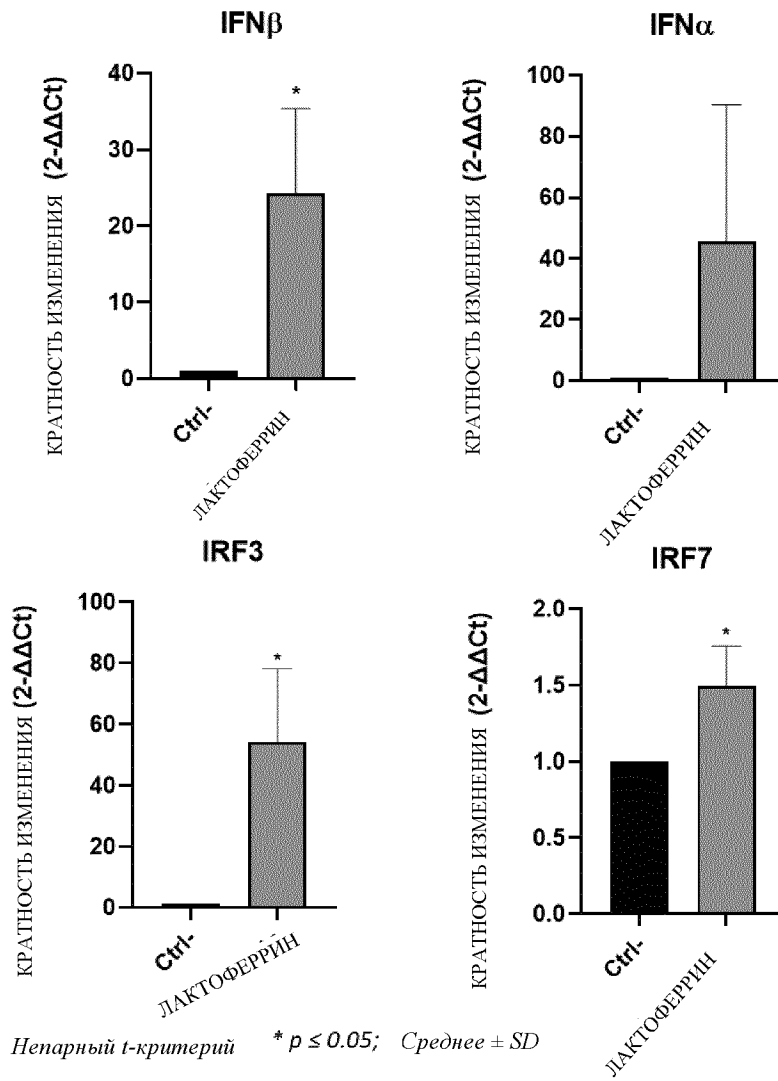 IFNβ
КРАТНОСТЬ ИЗМЕНЕНИЯ (2-ΔΔCt)
40
30
20
10
0
Ctrl-
ЛАКТОФЕРРИН
IFNα
КРАТНОСТЬ ИЗМЕНЕНИЯ (2-ΔΔCt)
100
80
60
40
20
0
Ctrl-
ЛАКТОФЕРРИН
*
IRF3
КРАТНОСТЬ ИЗМЕНЕНИЯ (2-ΔΔCt)
100
80
60
40
20
0
*
Ctrl-
ЛАКТОФЕРРИН
IRF7
КРАТНОСТЬ ИЗМЕНЕНИЯ (2-ΔΔCt)
2.0
1.5
1.0
0.5
0.0
*
Ctrl-
ЛАКТОФЕРРИН
Непарный t-критерий * p ≤ 0.05; Среднее ± SD